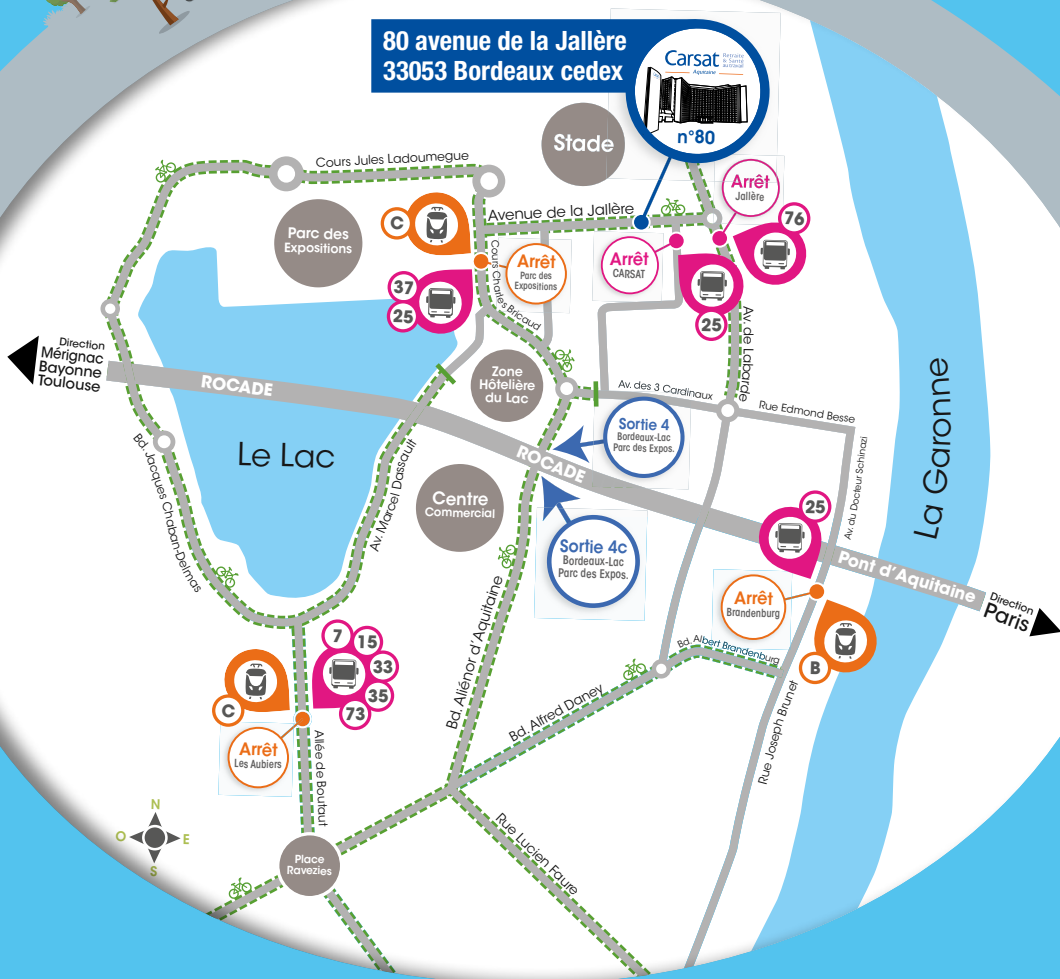 80 avenue de la Jallère
33053 Bordeaux cedex
Carsat
Retraite
& Santé
au travail
Aquitaine
n°80
Stade
Cours Jules Ladoumegue
Arrêt
Jallère
76
C
Avenue de la Jallère
Parc des
Expositions
Arrêt
Parc des
Expositions
Arrêt
CARSAT
37
25
Cours Charles Bricaud
25
Av. de Labarde
Direction
Mérignac
Bayonne
Toulouse
ROCADE
Zone
Hôtelière
du Lac
Av. des 3 Cardinaux
Rue Edmond Besse
La Garonne
Sortie 4
Bordeaux-Lac
Parc des Expos.
Le Lac
ROCADE
Bd. Jacques Chaban-Delmas
Av. Marcel Dassault
Centre
Commercial
Av. du Docteur Schinazi
25
Sortie 4c
Bordeaux-Lac
Parc des Expos.
Pont d'Aquitaine
Direction
Paris
Arrêt
Brandenburg
B
7
15
33
35
73
C
Bd. Aliénor d'Aquitaine
Bd. Albert Brandenburg
Bd. Alfred Daney
Rue Joseph Brunet
Arrêt
Les Aubiers
Allée de Boutaut
N
O
E
S
Rue Lucien Faure
Place
Ravezies